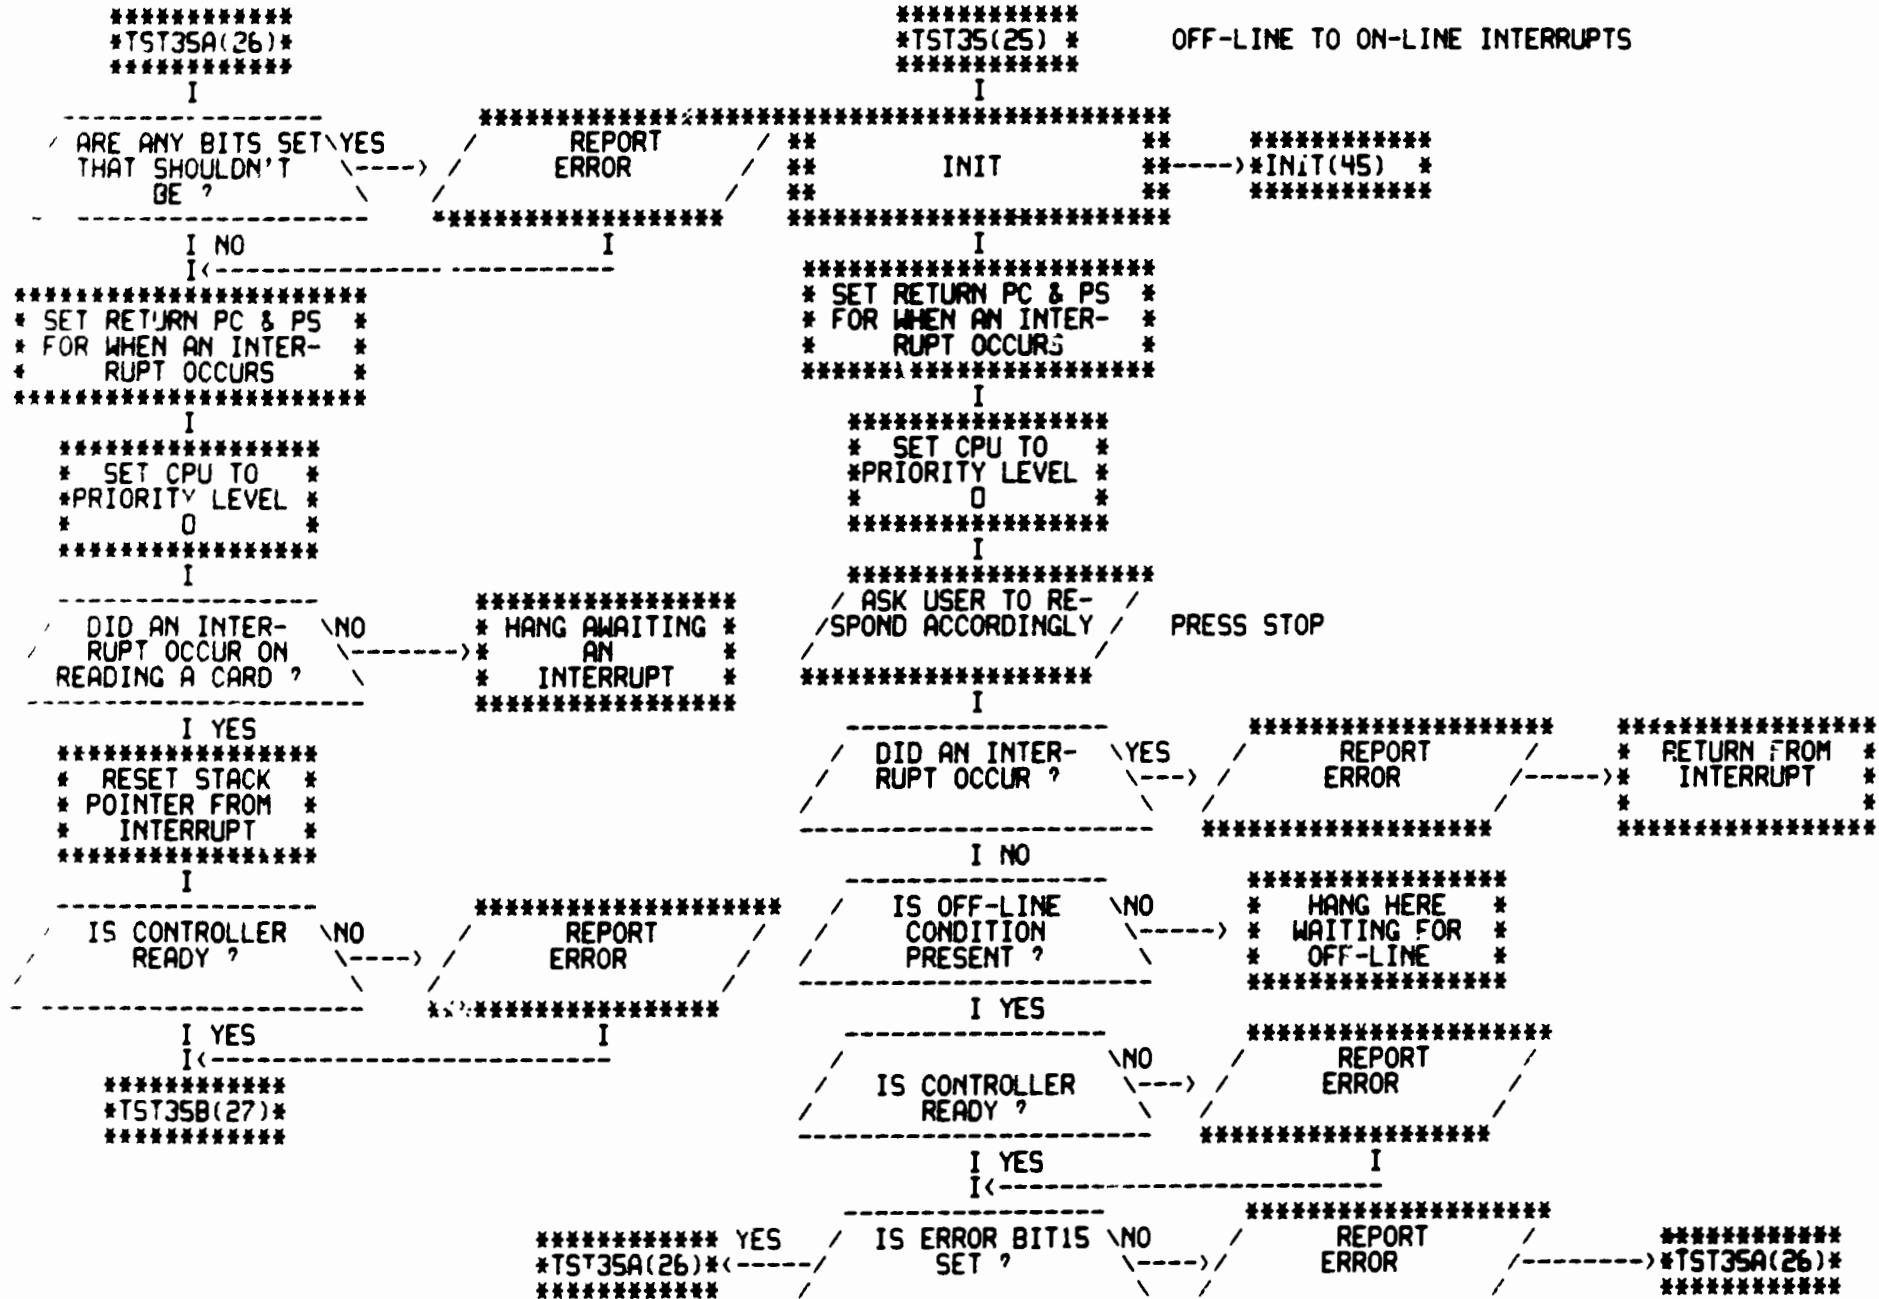 *TST35A(26)*
I
ARE ANY BITS SET YES
THAT SHOULDN'T
BE ?
REPORT
ERROR
I NO
I
I
SET RETURN PC & PS
FOR WHEN AN INTER-
RUPT OCCURS
I
SET CPU TO
PRIORITY LEVEL
0
I
DID AN INTER- NO
RUPT OCCUR ON
READING A CARD ?
HANG AWAITING
AN
INTERRUPT
I YES
RESET STACK
POINTER FROM
INTERRUPT
I
IS CONTROLLER NO
READY ?
REPORT
ERROR
I YES
I
I
*TST35B(27)*
*TST35(25) *
OFF-LINE TO ON-LINE INTERRUPTS
I
INIT
*INIT(45) *
I
SET RETURN PC & PS
FOR WHEN AN INTER-
RUPT OCCURS
I
SET CPU TO
PRIORITY LEVEL
0
I
ASK USER TO RE-
SPOND ACCORDINGLY
PRESS STOP
I
DID AN INTER- YES
RUPT OCCUR ?
REPORT
ERROR
RETURN FROM
INTERRUPT
I NO
IS OFF-LINE NO
CONDITION
PRESENT ?
HANG HERE
WAITING FOR
OFF-LINE
I YES
NO
IS CONTROLLER
READY ?
REPORT
ERROR
I YES
I
I
IS ERROR BIT15 NO
SET ?
YES
*TST35A(26)*
REPORT
ERROR
*TST35A(26)*